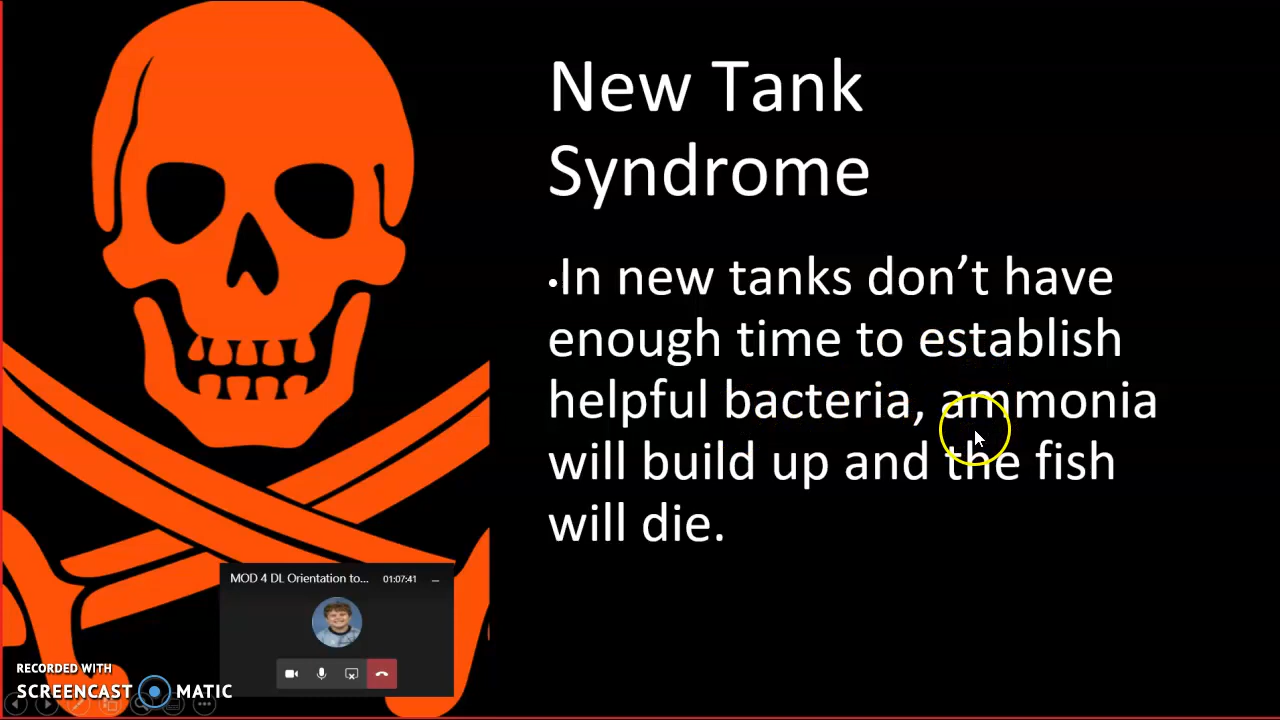 New Tank
Syndrome
•In new tanks don’t have
enough time to establish
helpful bacteria, ammonia
will build up and the fish
will die.
MOD 4 DL Orientation to... 01:07:41
RECORDED WITH
SCREENCAST MATIC